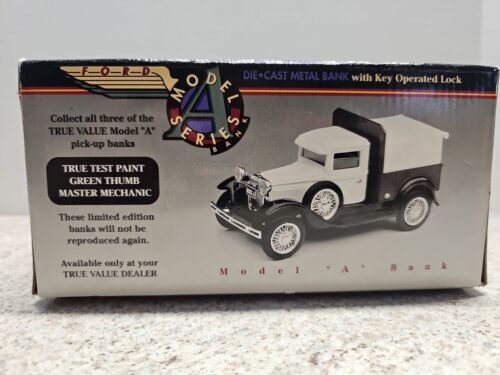 FORD
MODEL
A
SERIES
BANK
DIE•CAST METAL BANK with Key Operated Lock
Collect all three of the
TRUE VALUE Model "A"
pick-up banks
TRUE TEST PAINT
GREEN THUMB
MASTER MECHANIC
These limited edition
banks will not be
reproduced again.
Available only at your
TRUE VALUE DEALER
Model "A" Bank